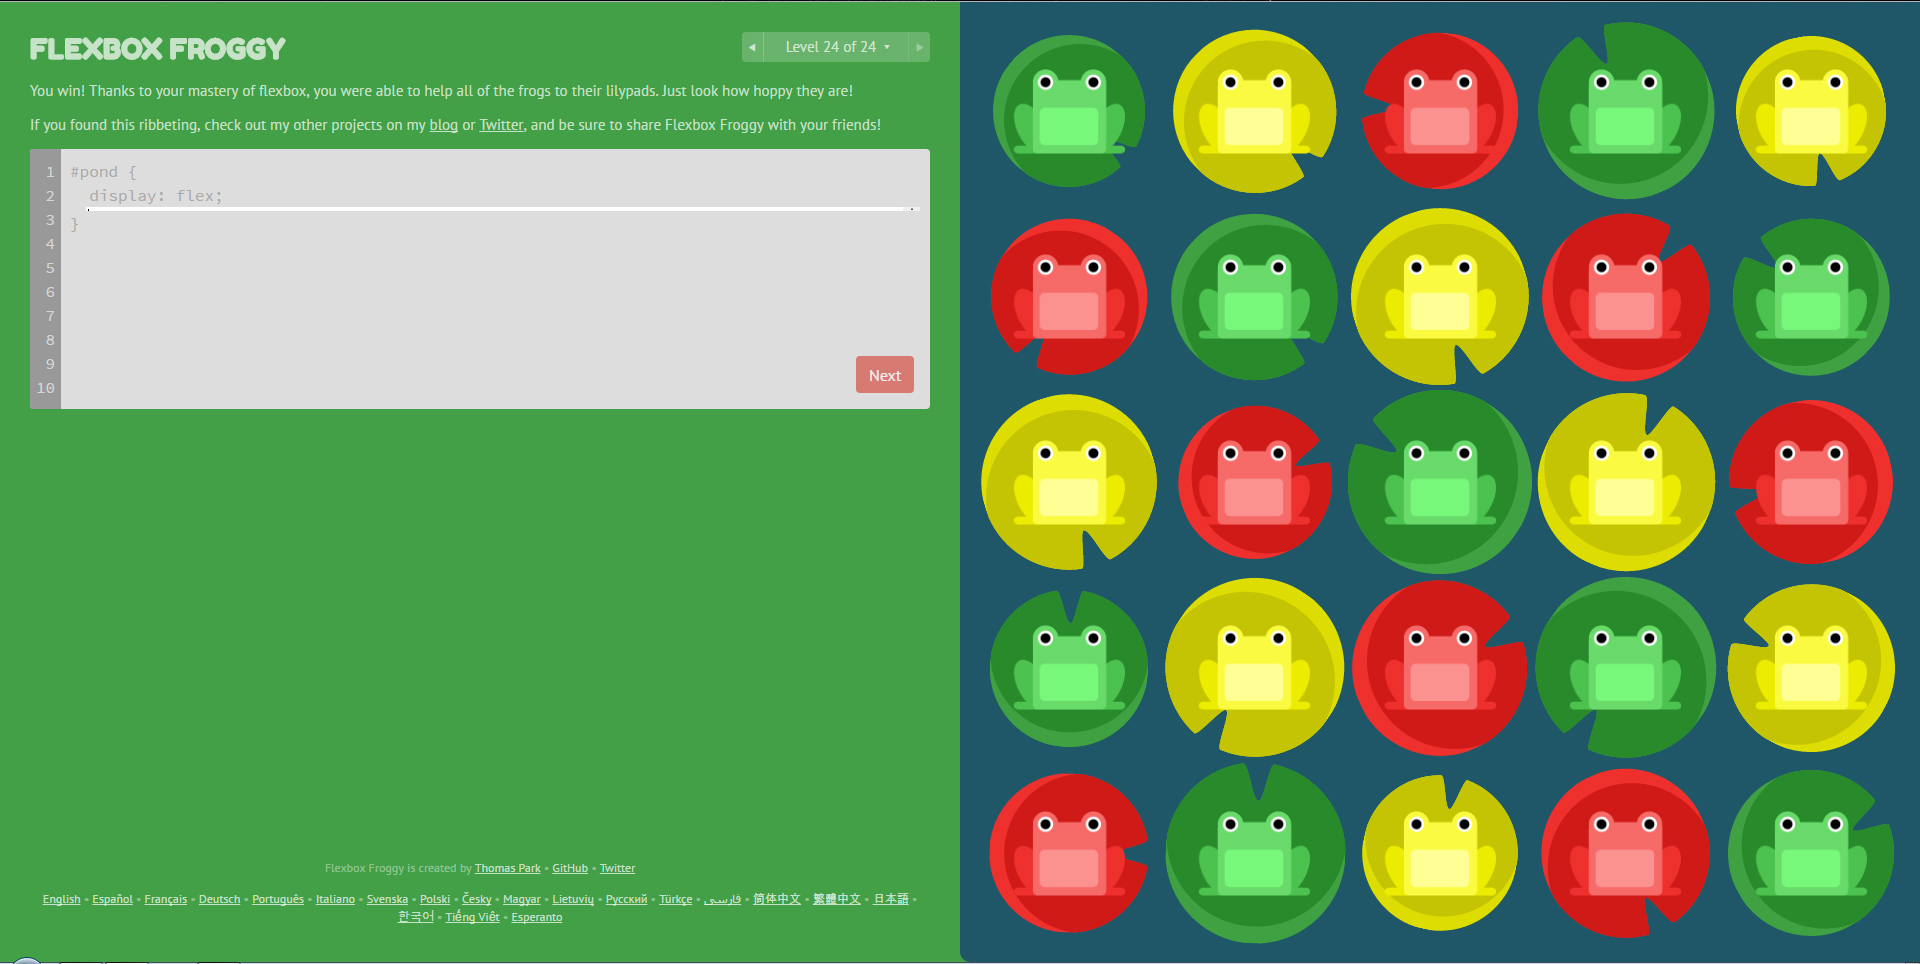 FLEXBOX FROGGY
◀ Level 24 of 24 ▾ ▶
You win! Thanks to your mastery of flexbox, you were able to help all of the frogs to their lilypads. Just look how hoppy they are!
If you found this ribbeting, check out my other projects on my blog or Twitter, and be sure to share Flexbox Froggy with your friends!
1 #pond {
2 display: flex;
3 }
4
5
6
7
8
9
10
Next
Flexbox Froggy is created by Thomas Park • GitHub • Twitter
English • Español • Français • Deutsch • Português • Italiano • Svenska • Polski • Česky • Magyar • Lietuvių • Русский • Türkçe • فارسی • 简体中文 • 繁體中文 • 日本語 •
한국어 • Tiếng Việt • Esperanto